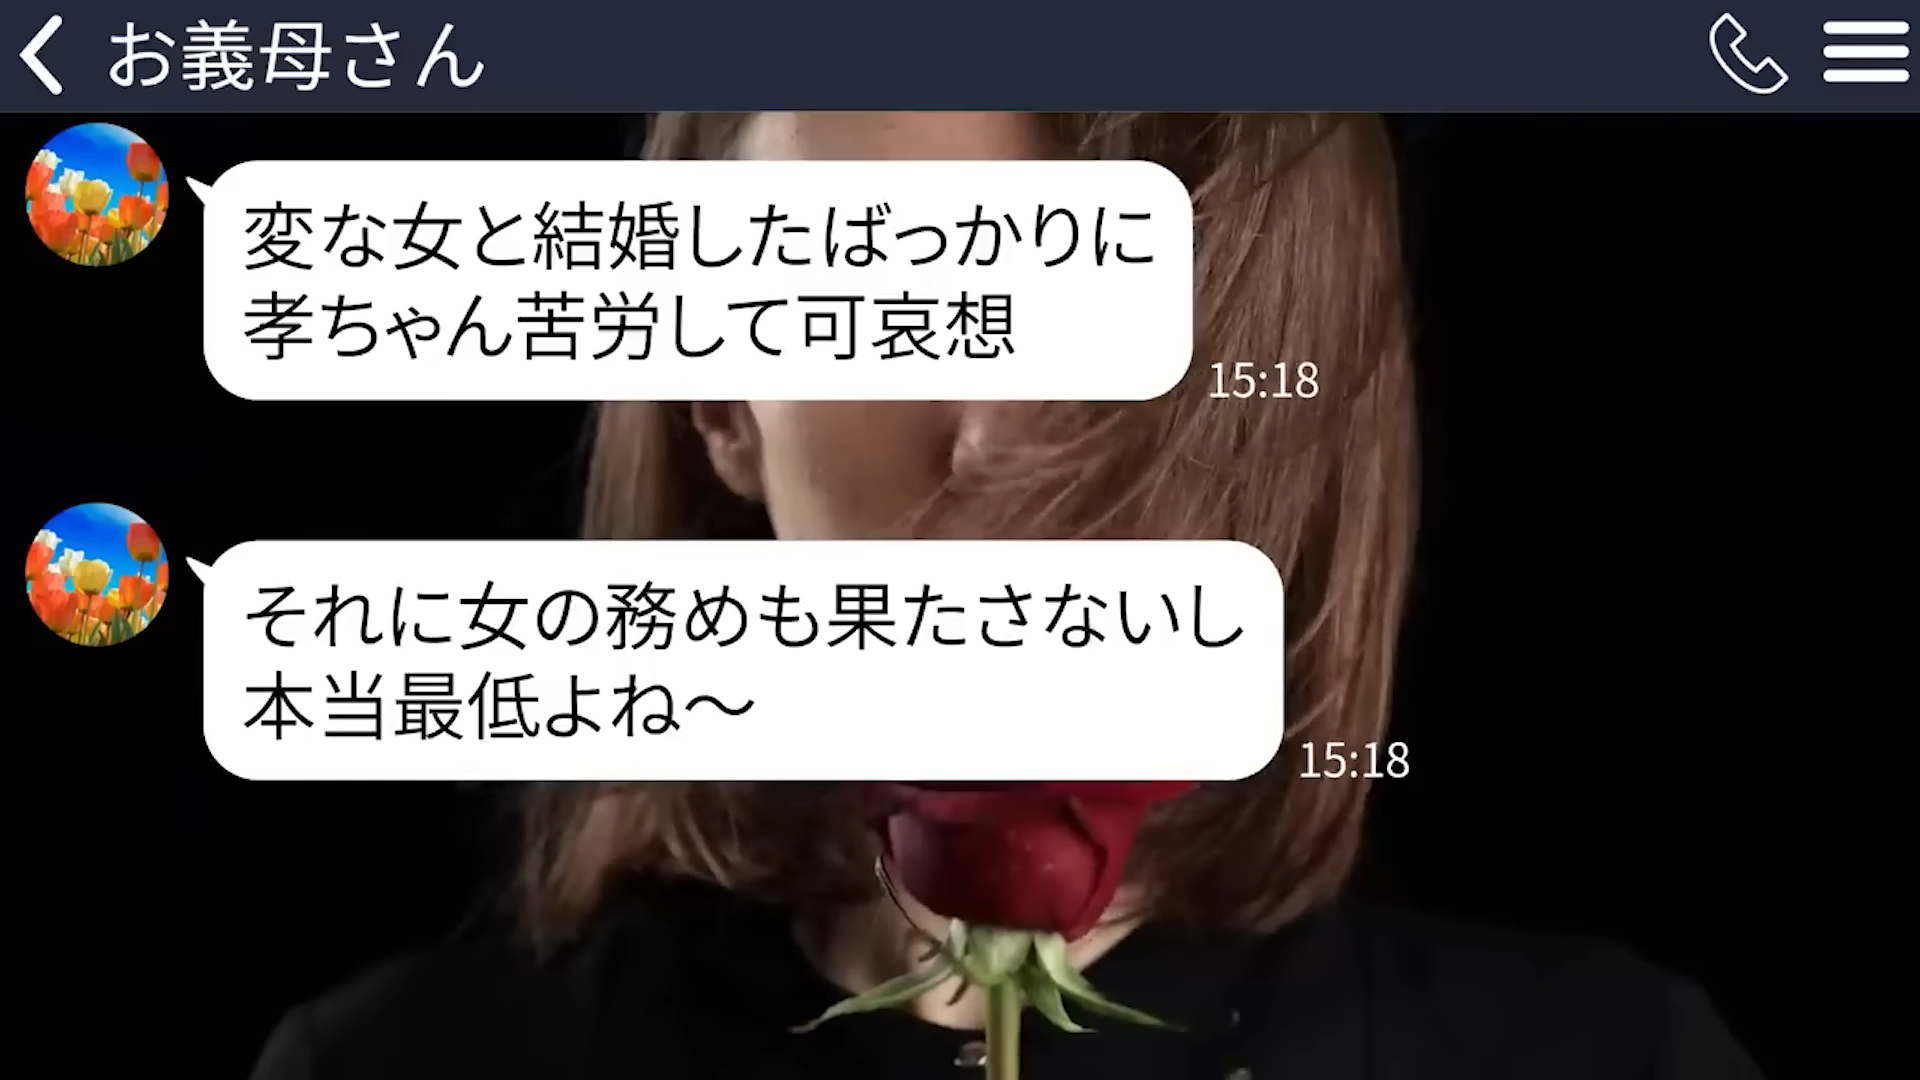 お義母さん
変な女と結婚したばっかりに
孝ちゃん苦労して可哀想
15:18
それに女の務めも果たさないし
本当最低よね～
15:18